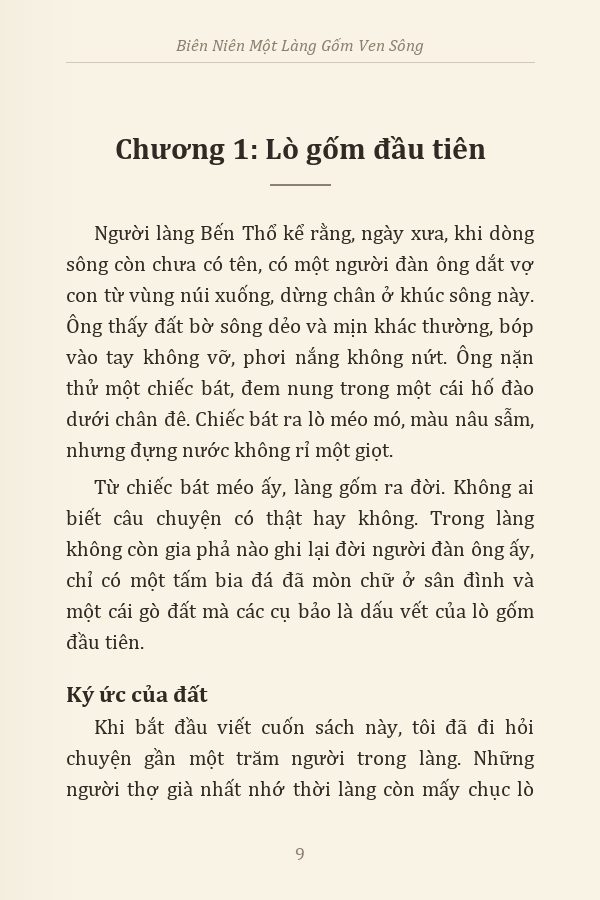 Biên Niên Một Làng Gốm Ven Sông
Chương 1: Lò gốm đầu tiên
Người làng Bến Thổ kể rằng, ngày xưa, khi dòng
sông còn chưa có tên, có một người đàn ông dắt vợ
con từ vùng núi xuống, dừng chân ở khúc sông này.
Ông thấy đất bờ sông dẻo và mịn khác thường, bóp
vào tay không vỡ, phơi nắng không nứt. Ông nặn
thử một chiếc bát, đem nung trong một cái hố đào
dưới chân đê. Chiếc bát ra lò méo mó, màu nâu sẫm,
nhưng đựng nước không rỉ một giọt.
Từ chiếc bát méo ấy, làng gốm ra đời. Không ai
biết câu chuyện có thật hay không. Trong làng
không còn gia phả nào ghi lại đời người đàn ông ấy,
chỉ có một tấm bia đá đã mòn chữ ở sân đình và
một cái gò đất mà các cụ bảo là dấu vết của lò gốm
đầu tiên.
Ký ức của đất
Khi bắt đầu viết cuốn sách này, tôi đã đi hỏi
chuyện gần một trăm người trong làng. Những
người thợ già nhất nhớ thời làng còn mấy chục lò
9